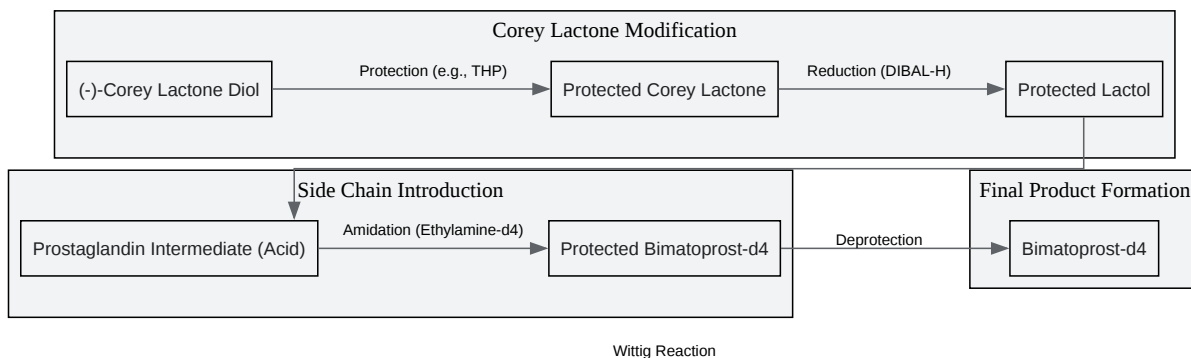 Corey Lactone Modification
(-)-Corey Lactone Diol
Protection (e.g., THP)
Protected Corey Lactone
Reduction (DIBAL-H)
Protected Lactol
Side Chain Introduction
Prostaglandin Intermediate (Acid)
Amidation (Ethylamine-d4)
Protected Bimatoprost-d4
Deprotection
Final Product Formation
Bimatoprost-d4
Wittig Reaction